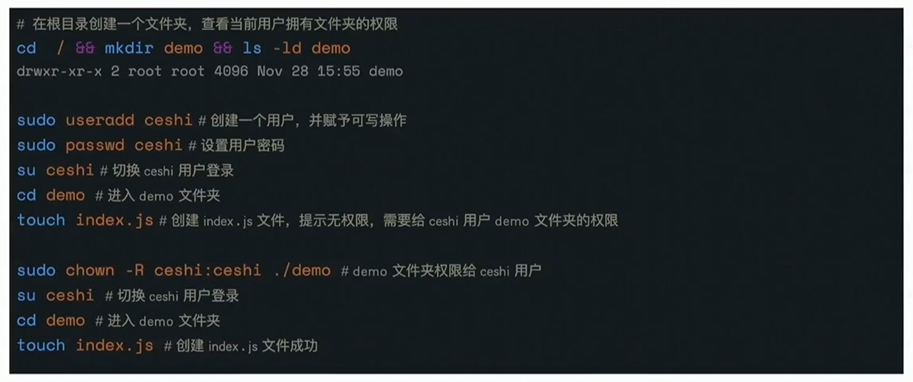 # 在根目录创建一个文件夹，查看当前用户拥有文件夹的权限
cd / && mkdir demo && ls -ld demo
drwxr-xr-x 2 root root 4096 Nov 28 15:55 demo
sudo useradd ceshi # 创建一个用户，并赋予可写操作
sudo passwd ceshi # 设置用户密码
su ceshi # 切换 ceshi 用户登录
cd demo # 进入 demo 文件夹
touch index.js # 创建 index.js 文件，提示无权限，需要给 ceshi 用户 demo 文件夹的权限
sudo chown -R ceshi:ceshi ./demo # demo 文件夹权限给 ceshi 用户
su ceshi # 切换 ceshi 用户登录
cd demo # 进入 demo 文件夹
touch index.js # 创建 index.js 文件成功